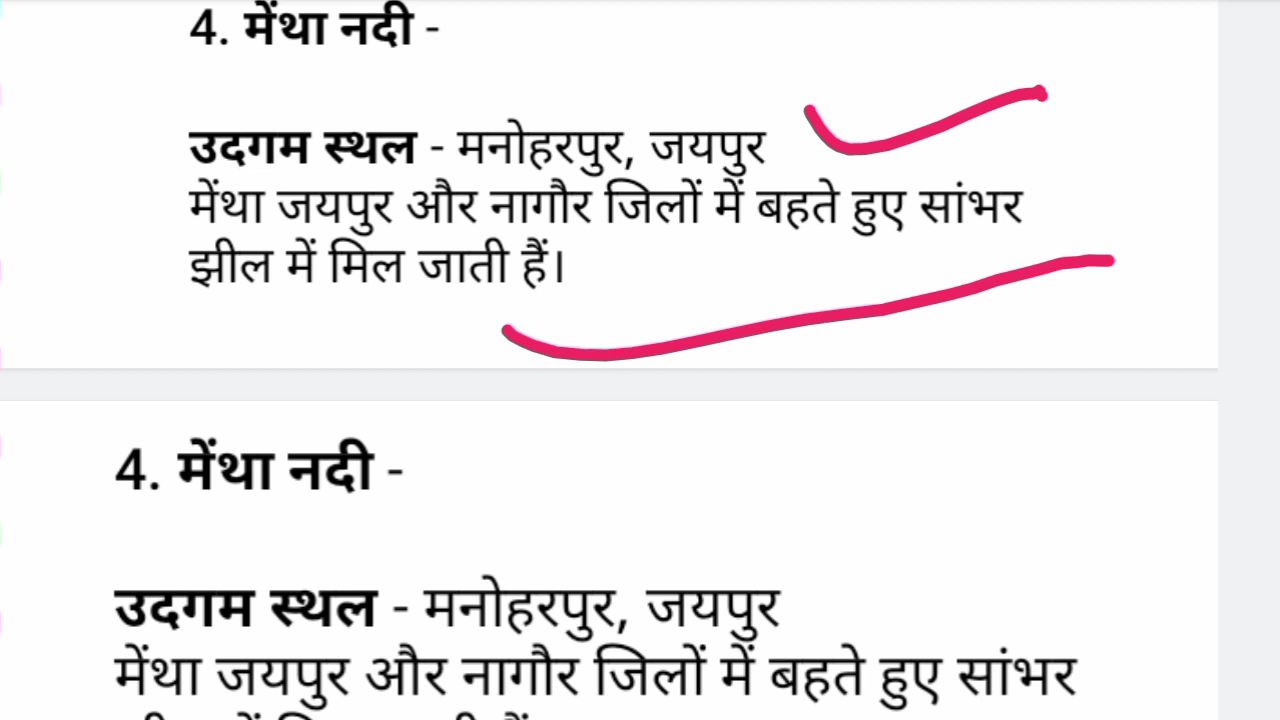 4. मेंथा नदी -
उदगम स्थल - मनोहरपुर, जयपुर
मेंथा जयपुर और नागौर जिलों में बहते हुए सांभर
झील में मिल जाती हैं।
4. मेंथा नदी -
उदगम स्थल - मनोहरपुर, जयपुर
मेंथा जयपुर और नागौर जिलों में बहते हुए सांभर